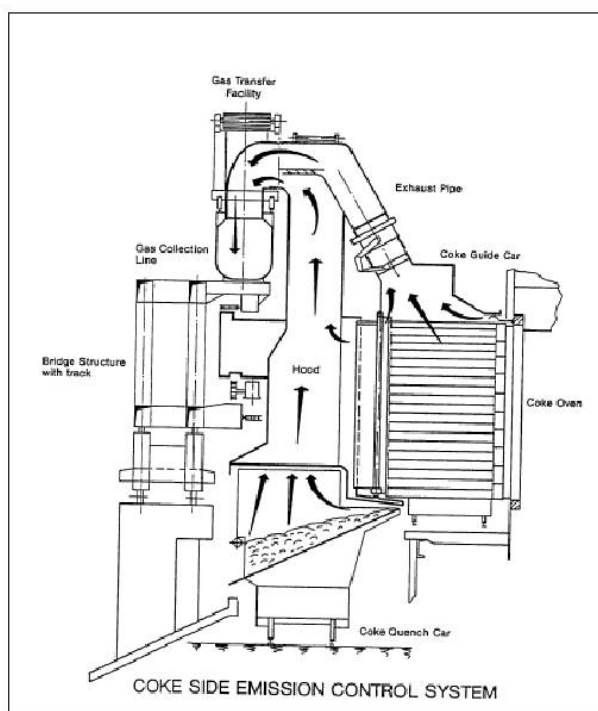 Gas Transfer
Facility
Exhaust Pipe
Coke Guide Car
Gas Collection
Line
Bridge Structure
with track
Hood
Coke Oven
Coke Quench Car
COKE SIDE EMISSION CONTROL SYSTEM